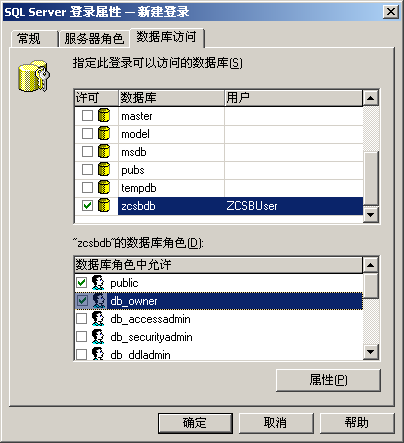 SQL Server 登录属性 — 新建登录
常规 服务器角色 数据库访问
指定此登录可以访问的数据库(S)
许可 数据库 用户
master
model
msdb
pubs
tempdb
zcsbdb ZCSBUser
“zcsbdb”的数据库角色(D):
数据库角色中允许
public
db_owner
db_accessadmin
db_securityadmin
db_ddladmin
属性(P)
确定 取消 帮助